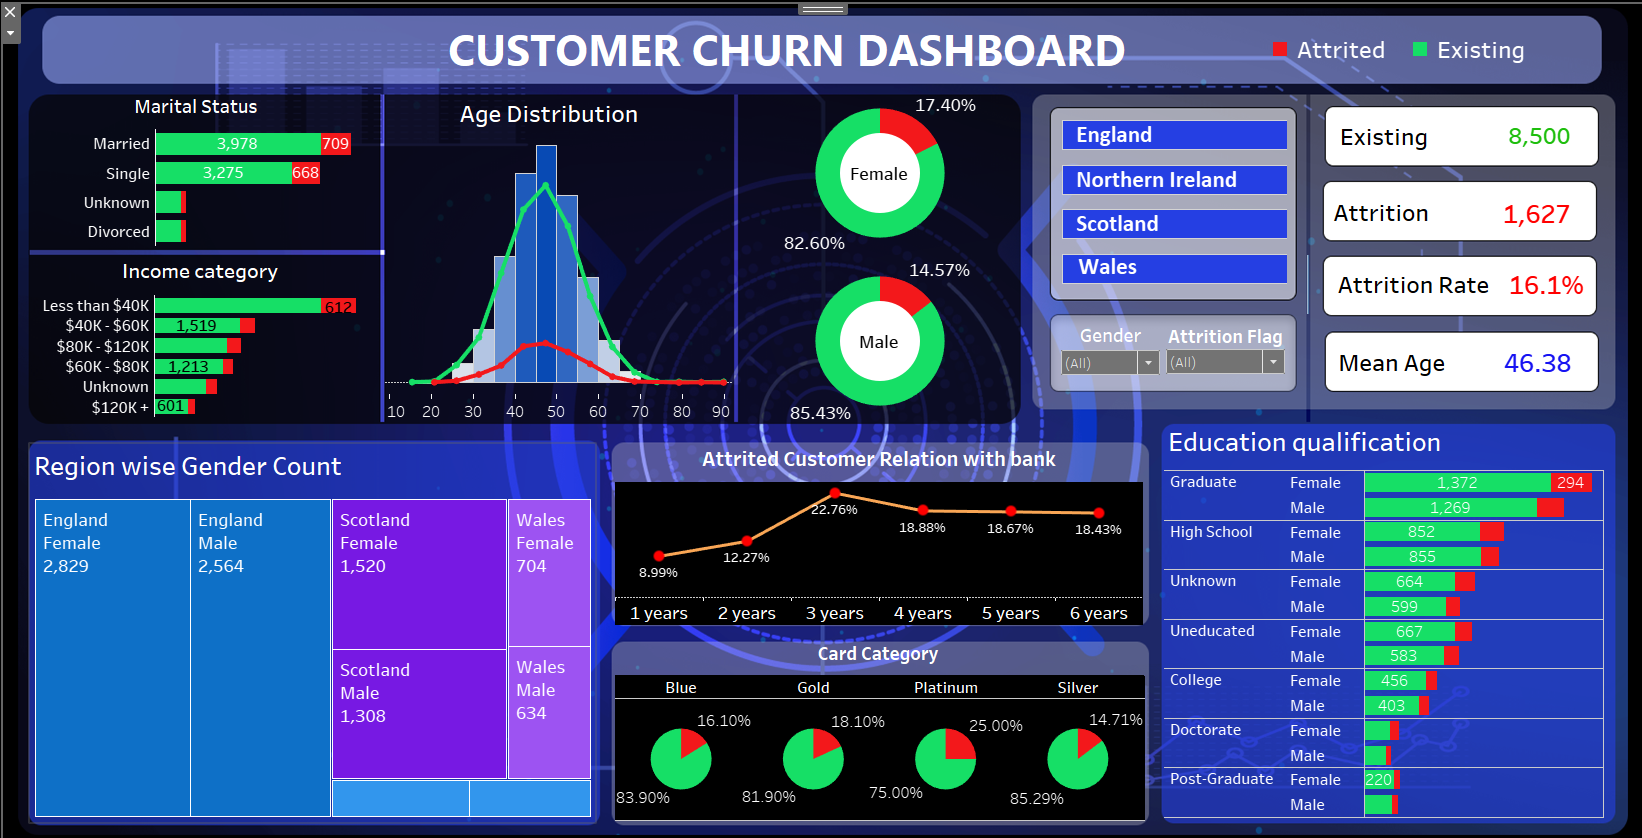 CUSTOMER CHURN DASHBOARD
Attrited
Existing
Marital Status
Married 3,978 709
Single 3,275 668
Unknown
Divorced
Income category
Less than $40K 612
$40K - $60K 1,519
$80K - $120K
$60K - $80K 1,213
Unknown
$120K + 601
Age Distribution
10 20 30 40 50 60 70 80 90
17.40%
Female
82.60%
14.57%
Male
85.43%
England
Northern Ireland
Scotland
Wales
Gender
(All)
Attrition Flag
(All)
Existing 8,500
Attrition 1,627
Attrition Rate 16.1%
Mean Age 46.38
Region wise Gender Count
England
Female
2,829
England
Male
2,564
Scotland
Female
1,520
Scotland
Male
1,308
Wales
Female
704
Wales
Male
634
Attrited Customer Relation with bank
8.99%
12.27%
22.76%
18.88%
18.67%
18.43%
1 years 2 years 3 years 4 years 5 years 6 years
Card Category
Blue Gold Platinum Silver
16.10% 18.10% 25.00% 14.71%
83.90% 81.90% 75.00% 85.29%
Education qualification
Graduate Female 1,372 294
Male 1,269
High School Female 852
Male 855
Unknown Female 664
Male 599
Uneducated Female 667
Male 583
College Female 456
Male 403
Doctorate Female
Male
Post-Graduate Female 220
Male